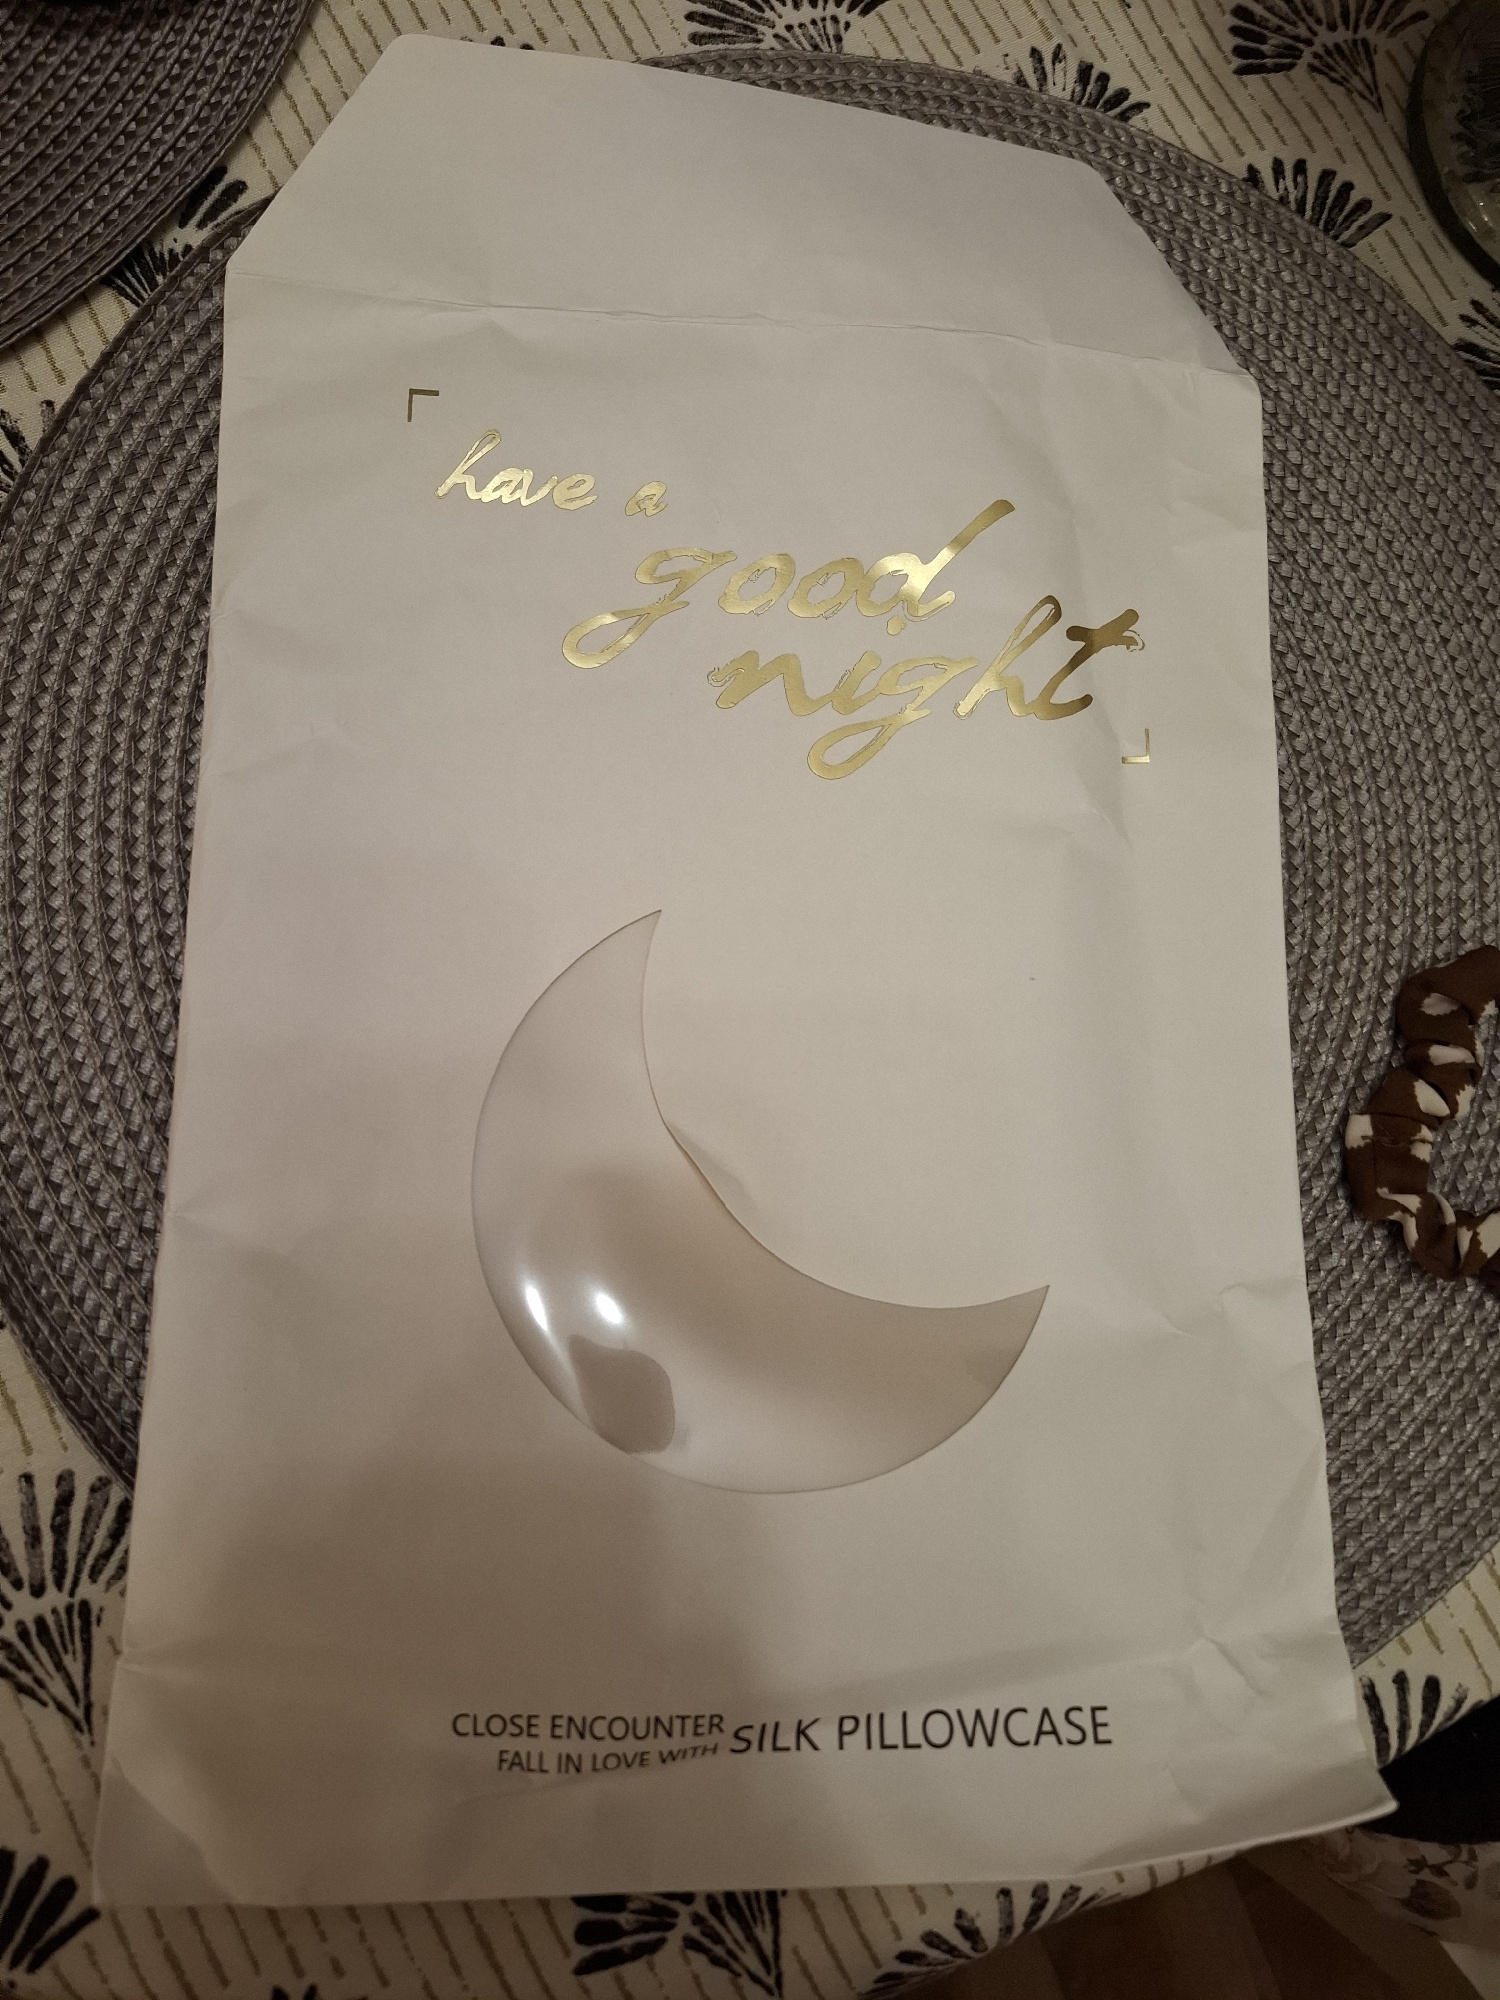 have a
good
night
CLOSE ENCOUNTER
FALL IN LOVE WITH SILK PILLOWCASE